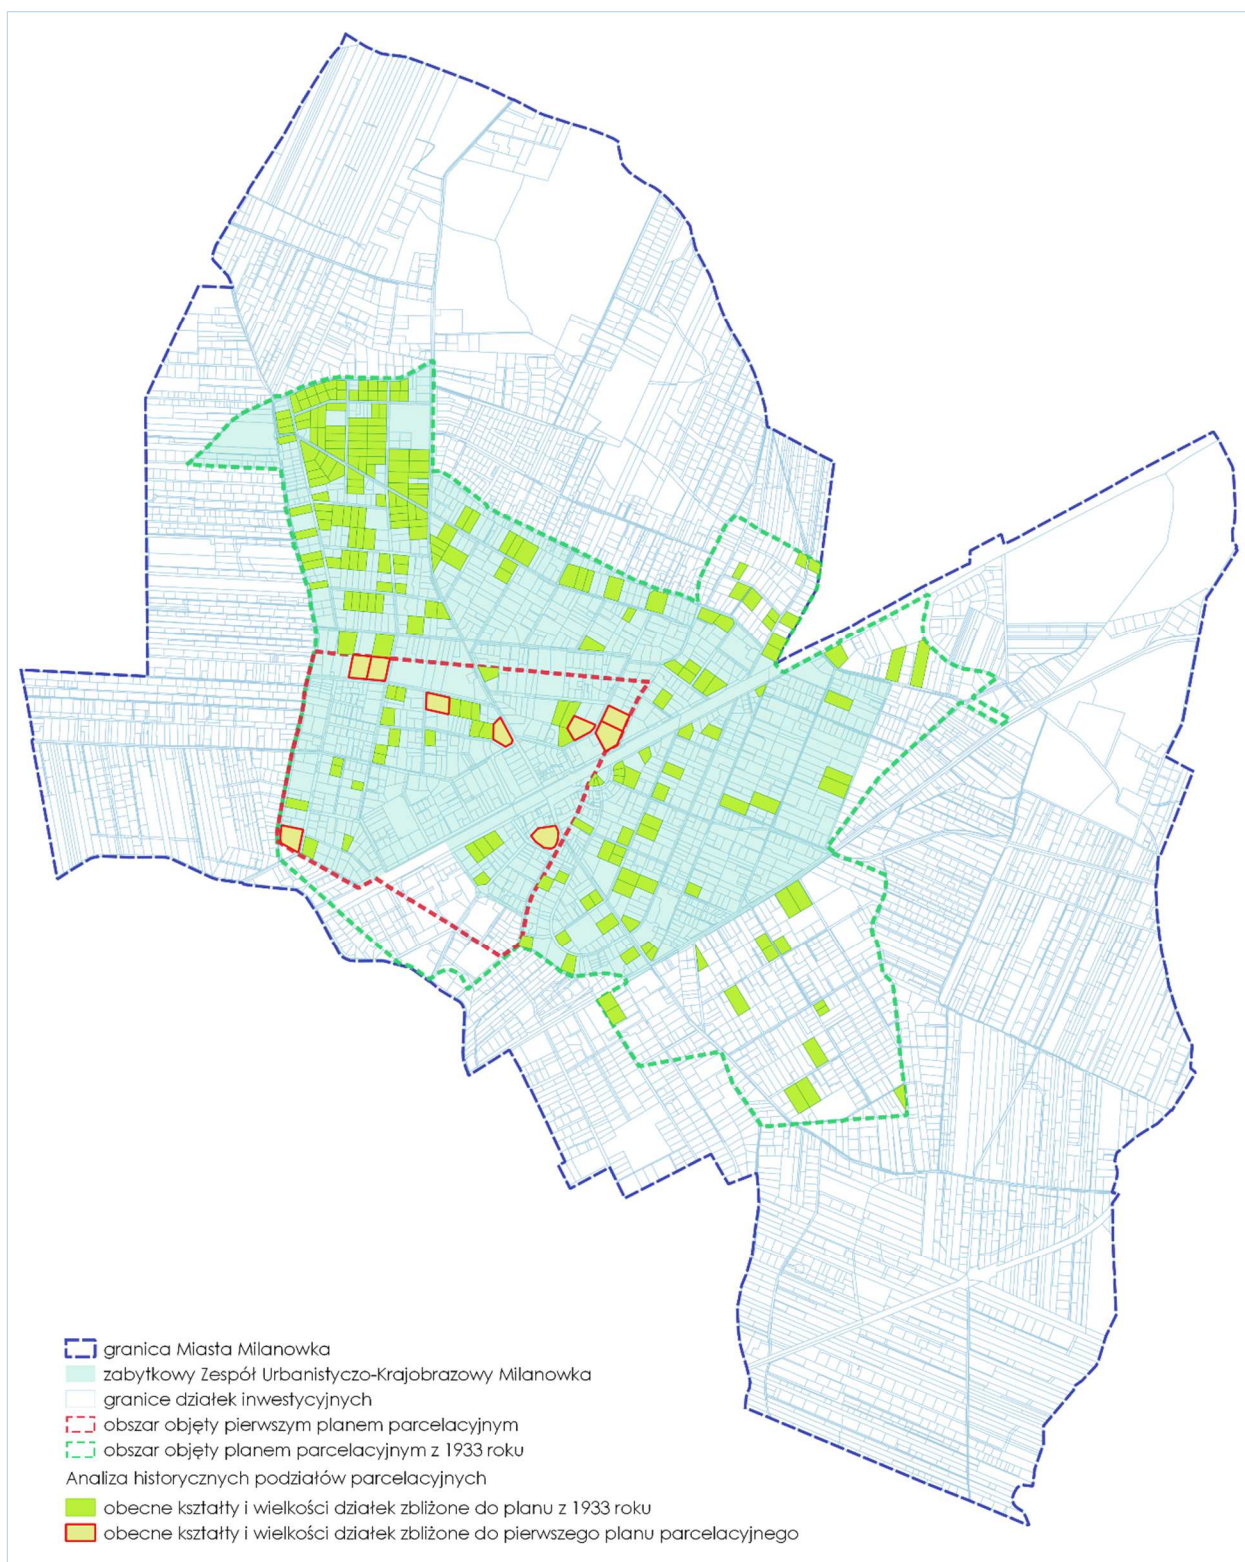 granica Miasta Milanowka
zabytkowy Zespół Urbanistyczo-Krajobrazowy Milanowka
granice działek inwestycyjnych
obszar objęty pierwszym planem parcelacyjnym
obszar objęty planem parcelacyjnym z 1933 roku
Analiza historycznych podziałów parcelacyjnych
obecne kształty i wielkości działek zbliżone do planu z 1933 roku
obecne kształty i wielkości działek zbliżone do pierwszego planu parcelacyjnego